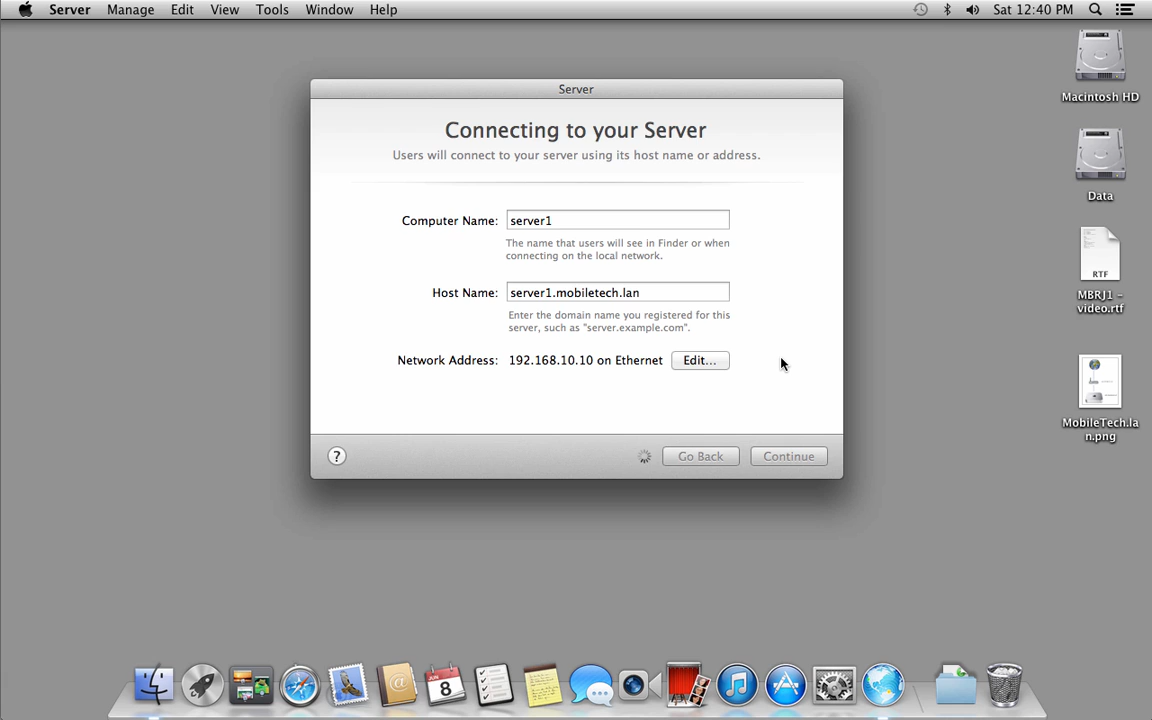 Server Manage Edit View Tools Window Help Sat 12:40 PM
Server
Connecting to your Server
Users will connect to your server using its host name or address.
Computer Name: server1
The name that users will see in Finder or when
connecting on the local network.
Host Name: server1.mobiletech.lan
Enter the domain name you registered for this
server, such as "server.example.com".
Network Address: 192.168.10.10 on Ethernet Edit...
? Go Back Continue
Macintosh HD
Data
RTF
MBRJ1 -
video.rtf
MobileTech.la
n.png
8